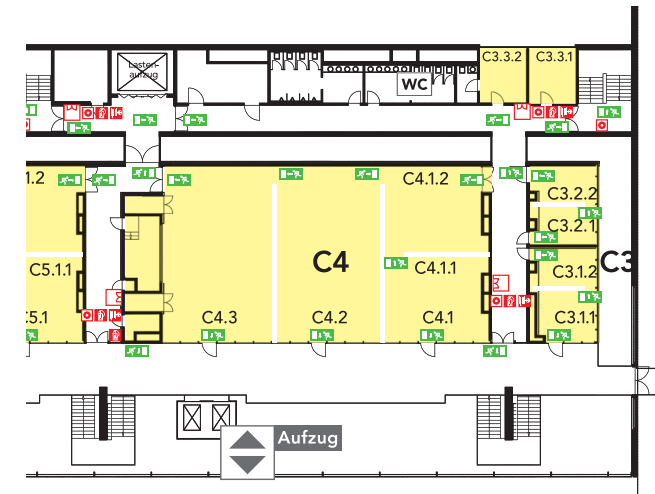 Lasten-
aufzug
WC
C3.3.2
C3.3.1
1.2
C4.1.2
C3.2.2
C3.2.1
C5.1.1
C4
C4.1.1
C3.1.2
C3
C5.1
C4.3
C4.2
C4.1
C3.1.1
Aufzug